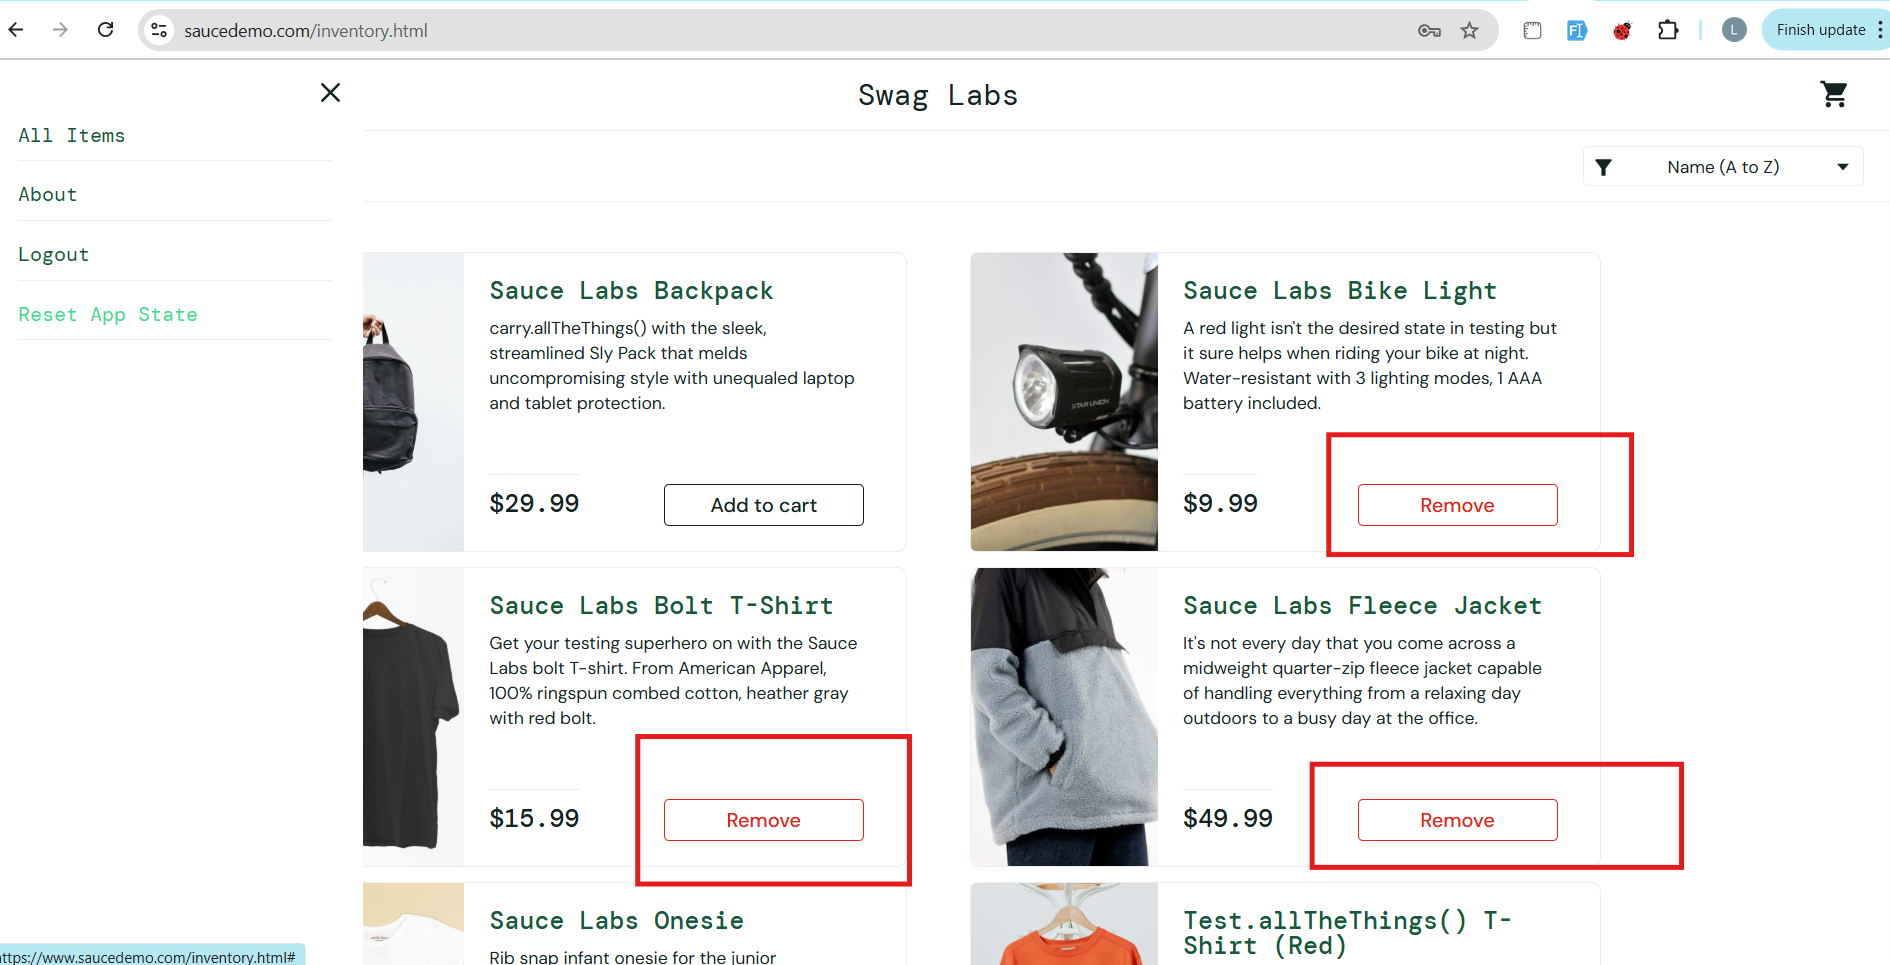 saucedemo.com/inventory.html
L
Finish update
Swag Labs
All Items
About
Logout
Reset App State
Name (A to Z)
Sauce Labs Backpack
carry.allTheThings() with the sleek,
streamlined Sly Pack that melds
uncompromising style with unequaled laptop
and tablet protection.
$29.99
Add to cart
Sauce Labs Bike Light
A red light isn't the desired state in testing but
it sure helps when riding your bike at night.
Water-resistant with 3 lighting modes, 1 AAA
battery included.
STAR UNION
$9.99
Remove
Sauce Labs Bolt T-Shirt
Get your testing superhero on with the Sauce
Labs bolt T-shirt. From American Apparel,
100% ringspun combed cotton, heather gray
with red bolt.
$15.99
Remove
Sauce Labs Fleece Jacket
It's not every day that you come across a
midweight quarter-zip fleece jacket capable
of handling everything from a relaxing day
outdoors to a busy day at the office.
$49.99
Remove
Sauce Labs Onesie
Rib snap infant onesie for the junior
Test.allTheThings() T-
Shirt (Red)
ttps://www.saucedemo.com/inventory.html#